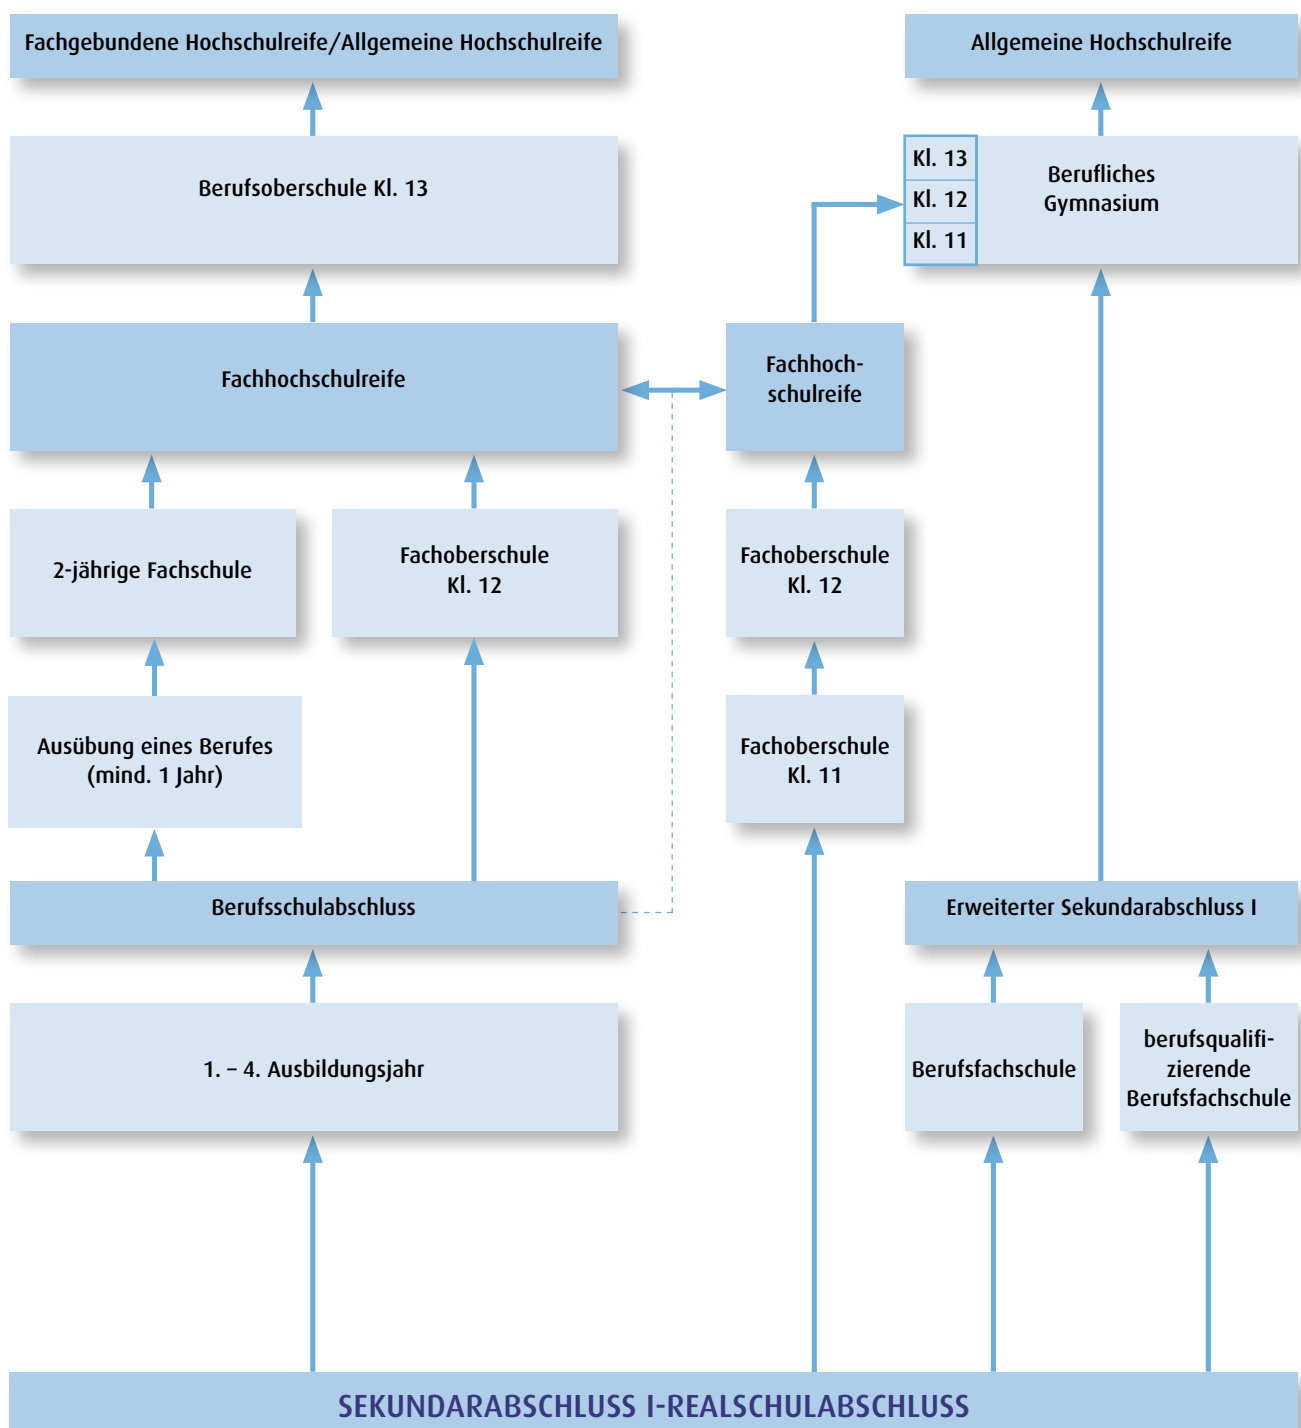 Fachgebundene Hochschulreife/Allgemeine Hochschulreife
Allgemeine Hochschulreife
Berufsoberschule Kl. 13
Kl. 13
Kl. 12
Kl. 11
Berufliches
Gymnasium
Fachhochschulreife
Fachhoch-
schulreife
2-jährige Fachschule
Fachoberschule
Kl. 12
Fachoberschule
Kl. 12
Ausübung eines Berufes
(mind. 1 Jahr)
Fachoberschule
Kl. 11
Berufsschulabschluss
Erweiterter Sekundarabschluss I
1. – 4. Ausbildungsjahr
Berufsfachschule
berufsqualifi-
zierende
Berufsfachschule
SEKUNDARABSCHLUSS I-REALSCHULABSCHLUSS